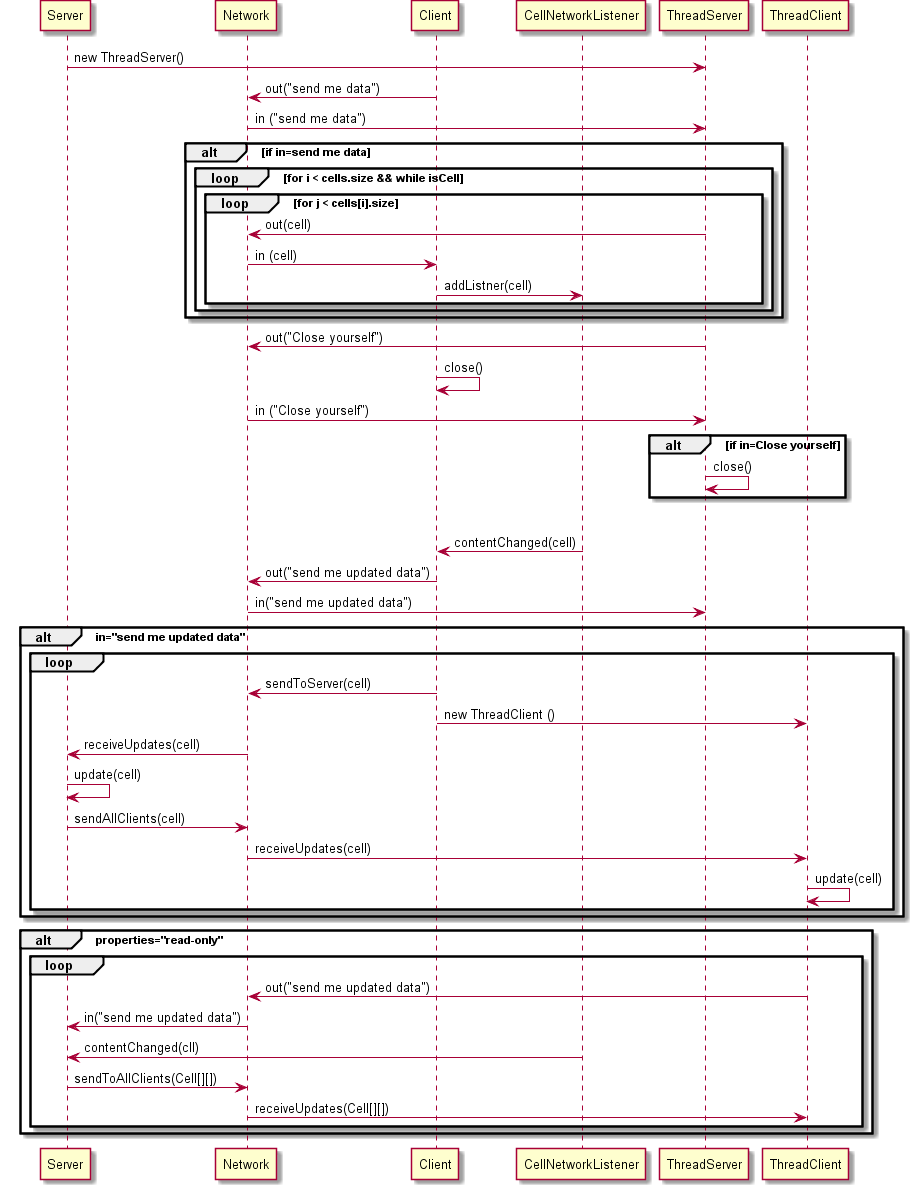 Server Network Client CellNetworkListener ThreadServer ThreadClient
new ThreadServer()
out("send me data")
in ("send me data")
alt [if in=send me data]
loop [for i < cells.size && while isCell]
loop [for j < cells[i].size]
out(cell)
in (cell)
addListner(cell)
out("Close yourself")
close()
in ("Close yourself")
alt [if in=Close yourself]
close()
contentChanged(cell)
out("send me updated data")
in("send me updated data")
alt in="send me updated data"
loop
sendToServer(cell)
new ThreadClient ()
receiveUpdates(cell)
update(cell)
sendAllClients(cell)
receiveUpdates(cell)
update(cell)
alt properties="read-only"
loop
out("send me updated data")
in("send me updated data")
contentChanged(cll)
sendToAllClients(Cell[][])
receiveUpdates(Cell[][])
Server Network Client CellNetworkListener ThreadServer ThreadClient